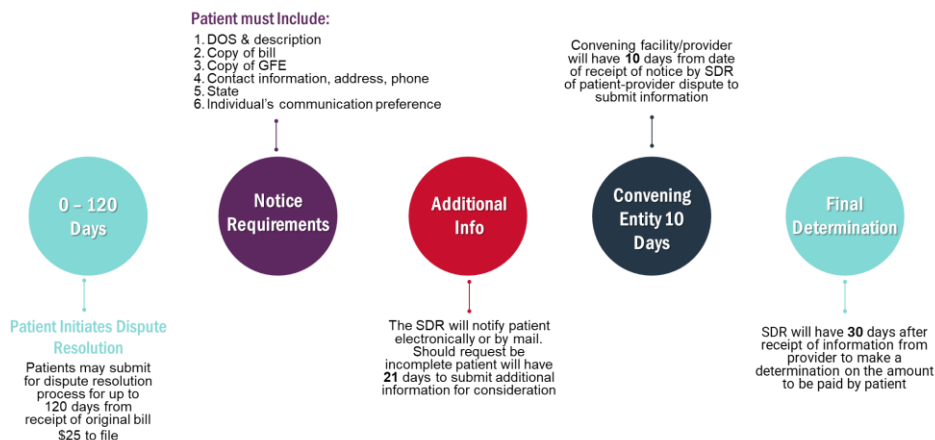 Patient must Include:
1. DOS & description
2. Copy of bill
3. Copy of GFE
4. Contact information, address, phone
5. State
6. Individual's communication preference
Convening facility/provider
will have 10 days from date
of receipt of notice by SDR
of patient-provider dispute to
submit information
0 – 120
Days
Notice
Requirements
Additional
Info
Convening
Entity 10
Days
Final
Determination
Patient Initiates Dispute
Resolution
Patients may submit
for dispute resolution
process for up to
120 days from
receipt of original bill
$25 to file
The SDR will notify patient
electronically or by mail.
Should request be
incomplete patient will have
21 days to submit additional
information for consideration
SDR will have 30 days after
receipt of information from
provider to make a
determination on the amount
to be paid by patient